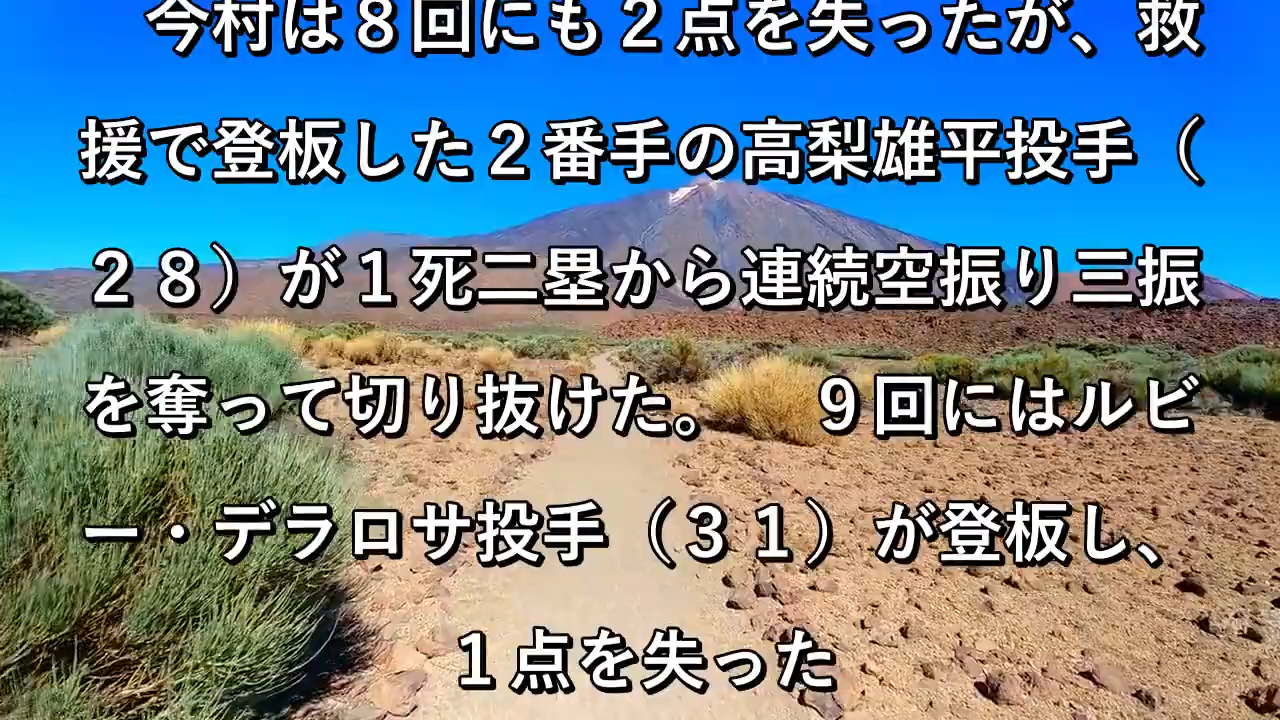 今村は８回にも２点を失ったが、救
援で登板した２番手の高梨雄平投手（
２８）が１死二塁から連続空振り三振
を奪って切り抜けた。　９回にはルビ
ー・デラロサ投手（３１）が登板し、
１点を失った